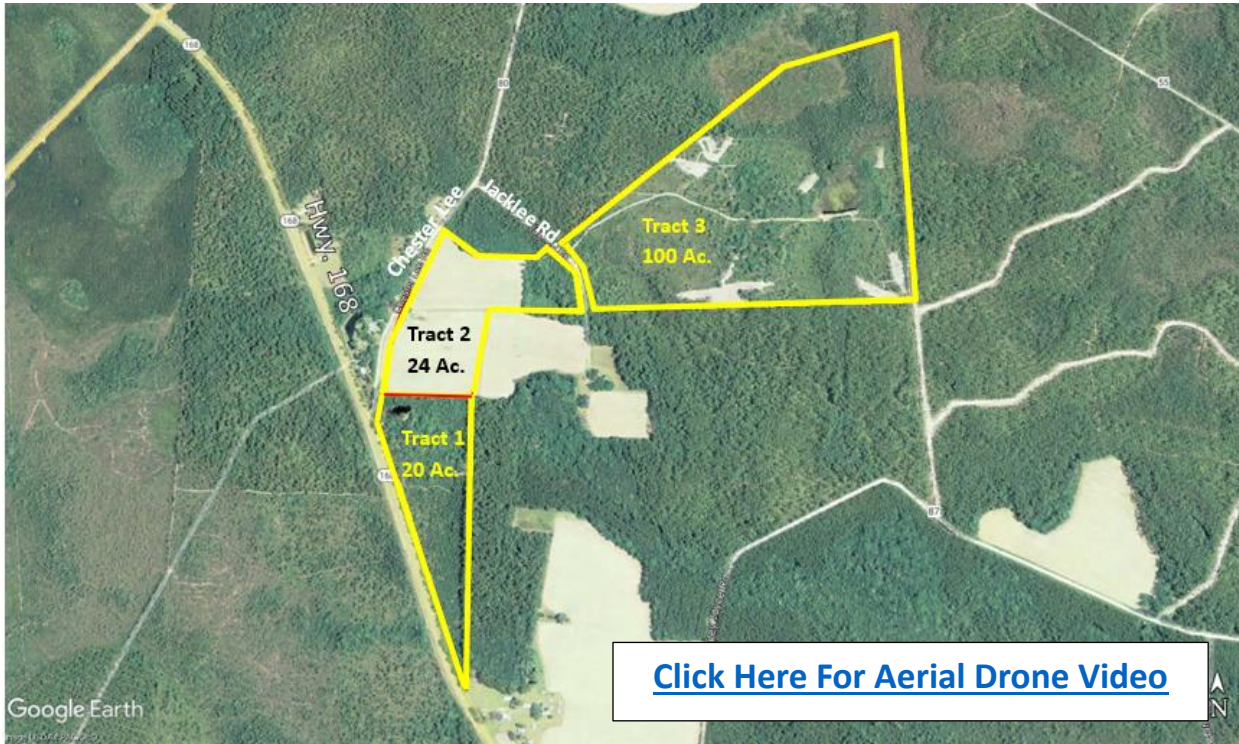 168
80
55
168
Hwy. 168
Chester Lee
Jacklee Rd.
Tract 3
100 Ac.
Tract 2
24 Ac.
Tract 1
20 Ac.
87
Click Here For Aerial Drone Video
N
Google Earth